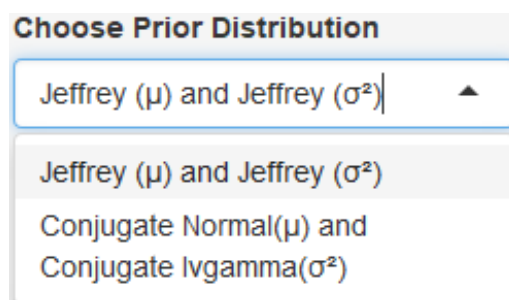 Choose Prior Distribution
Jeffrey (μ) and Jeffrey (σ²)
Jeffrey (μ) and Jeffrey (σ²)
Conjugate Normal(μ) and
Conjugate Ivgamma(σ²)